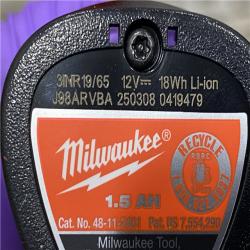 3INR19/65 12V⎓ 18Wh Li-ion
J98ARVBA 250308 0419479
Milwaukee
RECYCLE
RBRC
1.5 AH
Cat. No. 48-11-2401 Pat. US 7,554,290
Milwaukee Tool,